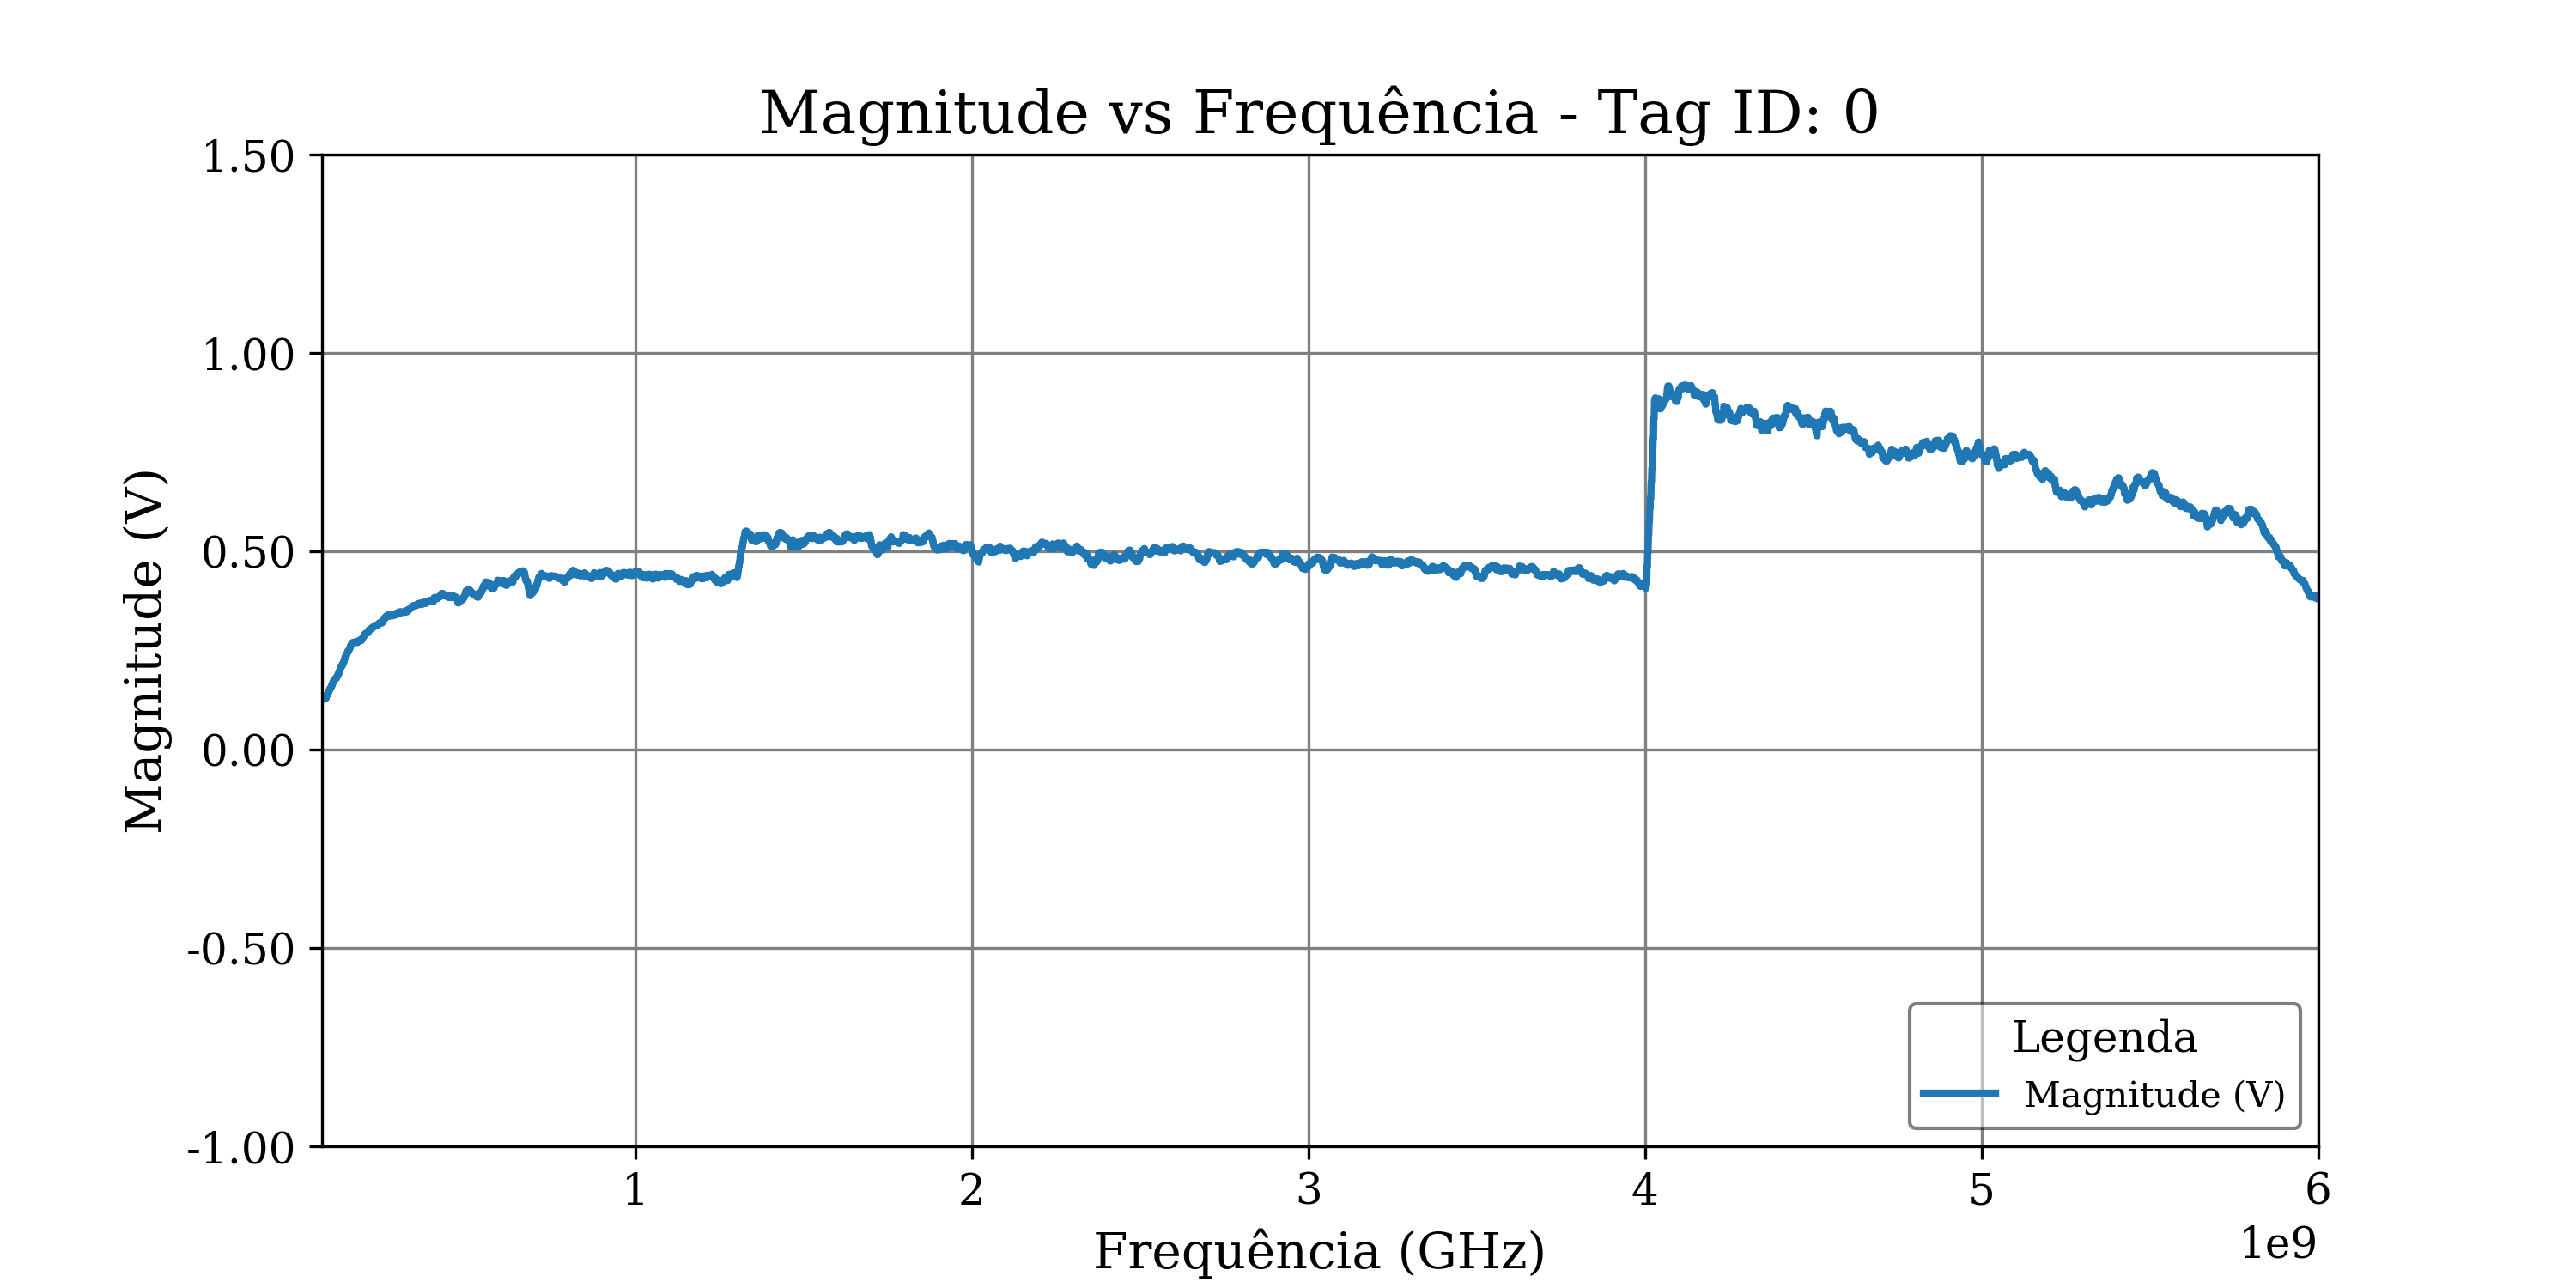 Magnitude vs Frequência - Tag ID: 0
1.50
1.00
0.50
0.00
-0.50
-1.00
Magnitude (V)
Legenda
Magnitude (V)
1 2 3 4 5 6
1e9
Frequência (GHz)